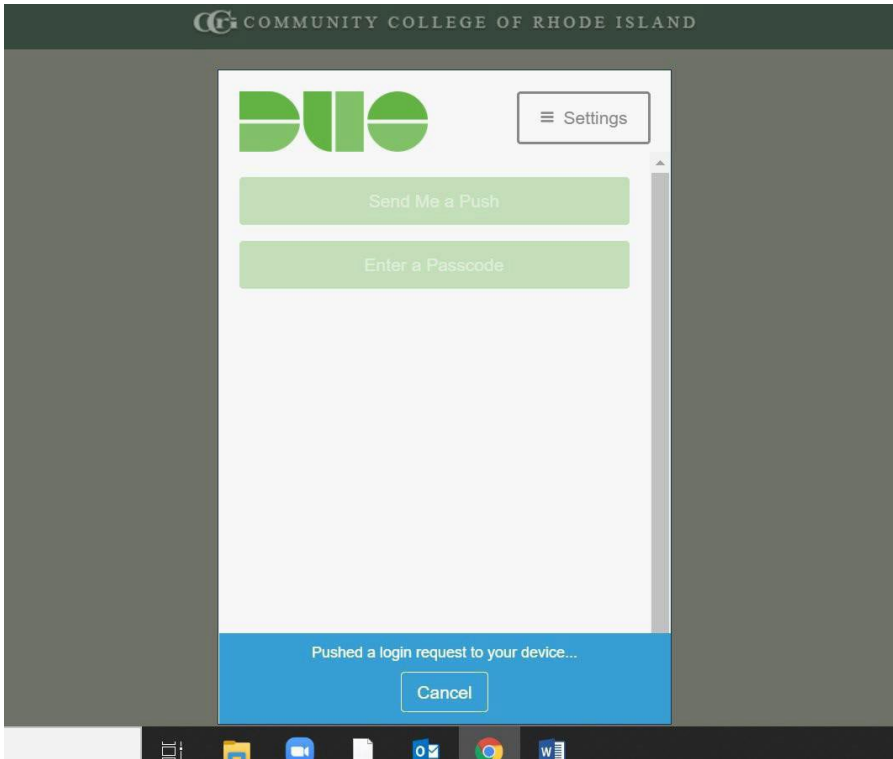 CCRI COMMUNITY COLLEGE OF RHODE ISLAND
DUO
≡ Settings
Send Me a Push
Enter a Passcode
Pushed a login request to your device...
Cancel